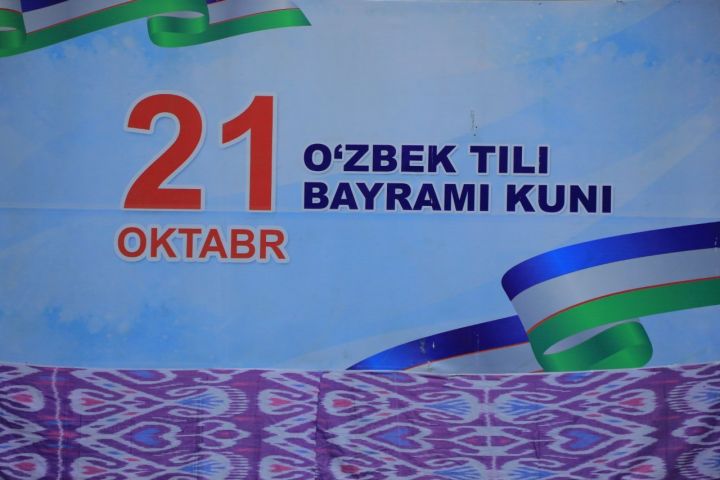 21
OKTABR
O‘ZBEK TILI
BAYRAMI KUNI